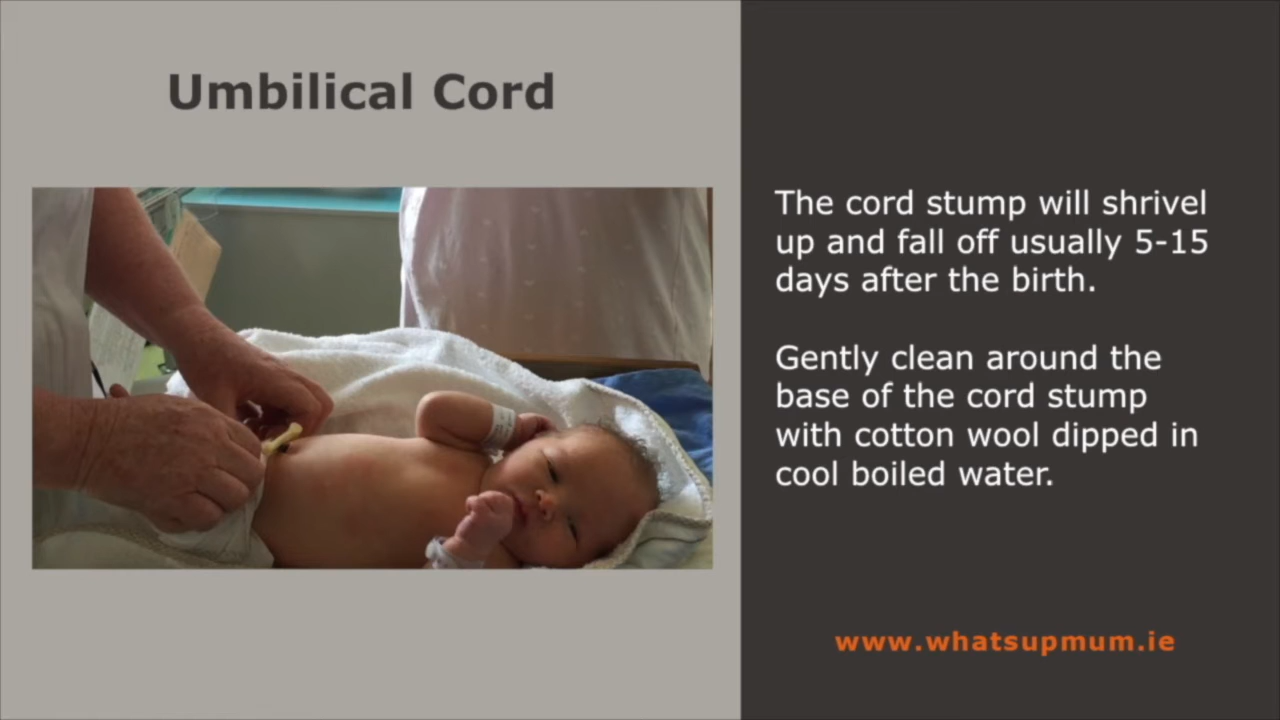 Umbilical Cord
The cord stump will shrivel
up and fall off usually 5-15
days after the birth.
Gently clean around the
base of the cord stump
with cotton wool dipped in
cool boiled water.
www.whatsupmum.ie